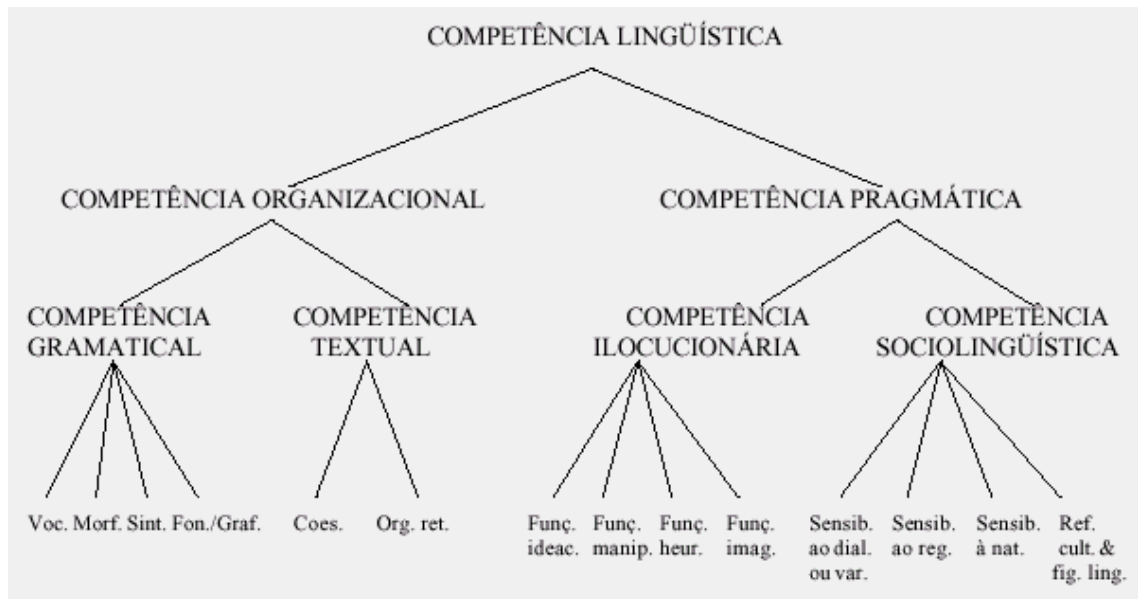 COMPETÊNCIA LINGÜÍSTICA
COMPETÊNCIA ORGANIZACIONAL
COMPETÊNCIA PRAGMÁTICA
COMPETÊNCIA
GRAMATICAL
COMPETÊNCIA
TEXTUAL
COMPETÊNCIA
ILOCUCIONÁRIA
COMPETÊNCIA
SOCIOLINGÜÍSTICA
Voc. Morf. Sint. Fon./Graf.
Coes.
Org. ret.
Funç.
ideac.
Funç.
manip.
Funç.
heur.
Funç.
imag.
Sensib.
ao dial.
ou var.
Sensib.
ao reg.
Sensib.
à nat.
Ref.
cult. &
fig. ling.